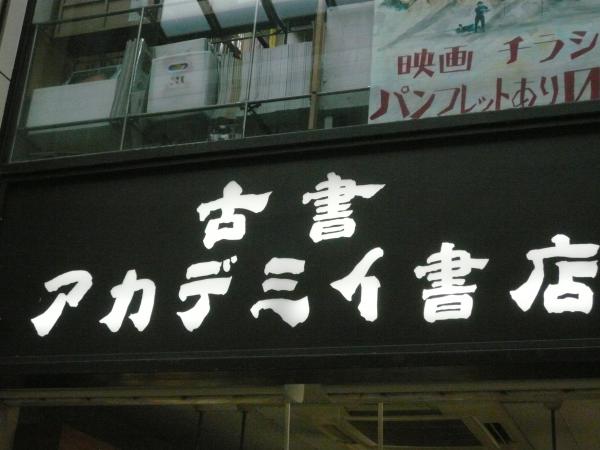 映画 チラシ
パンフレットあり
古書
アカデミイ書店